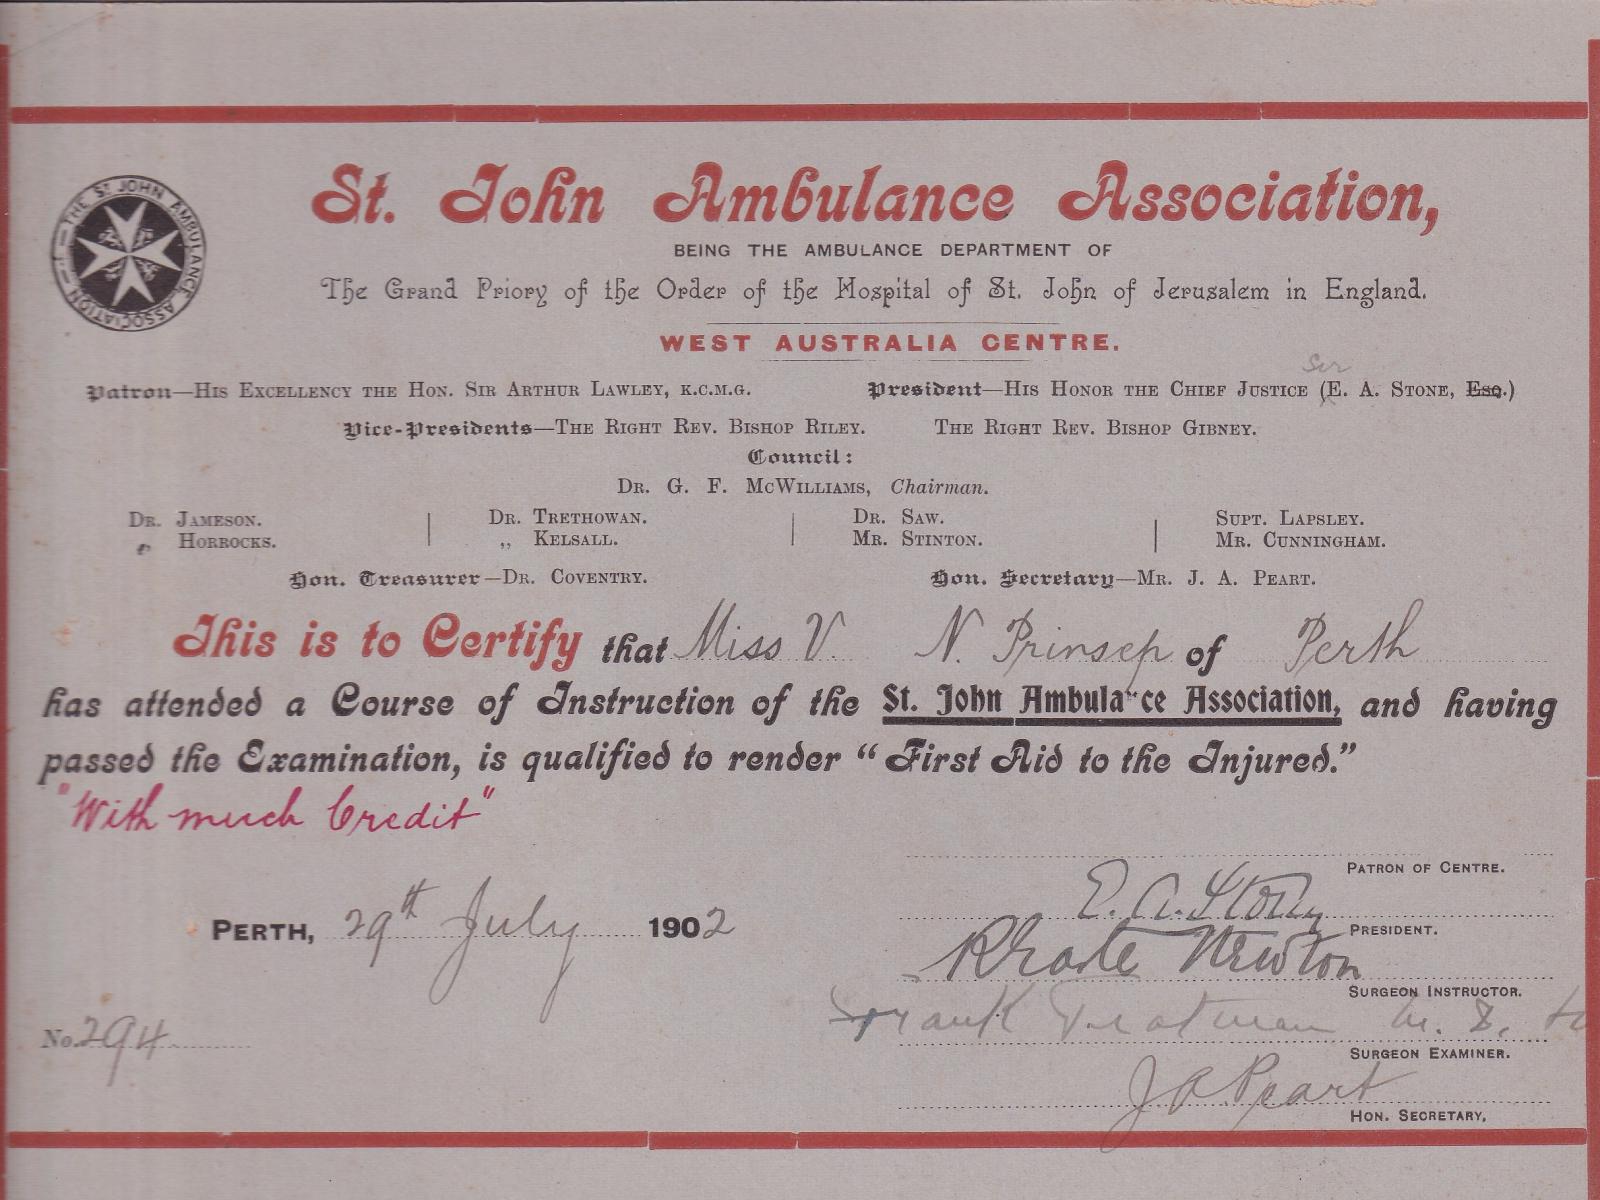 THE ST. JOHN AMBULANCE ASSOCIATION
St. John Ambulance Association,
BEING THE AMBULANCE DEPARTMENT OF
The Grand Priory of the Order of the Hospital of St. John of Jerusalem in England.
WEST AUSTRALIA CENTRE.
Sir
Patron—His Excellency the Hon. Sir Arthur Lawley, K.C.M.G. President—His Honor the Chief Justice (E. A. Stone, Esq.)
Vice-Presidents—The Right Rev. Bishop Riley. The Right Rev. Bishop Gibney.
Council:
Dr. G. F. McWilliams, Chairman.
Dr. Jameson. Dr. Trethowan. Dr. Saw. Supt. Lapsley.
„ Horrocks. „ Kelsall. Mr. Stinton. Mr. Cunningham.
Hon. Treasurer—Dr. Coventry. Hon. Secretary—Mr. J. A. Peart.
This is to Certify that Miss V. N. Prinsep of Perth
has attended a Course of Instruction of the St. John Ambulance Association, and having
passed the Examination, is qualified to render “First Aid to the Injured.”
"With much Credit"
PATRON OF CENTRE.
E. A. Stone
PRESIDENT.
PERTH, 29th July 1902
Newton
SURGEON INSTRUCTOR.
Frank Tratman M.D.
No. 294
SURGEON EXAMINER.
J A Peart
HON. SECRETARY,